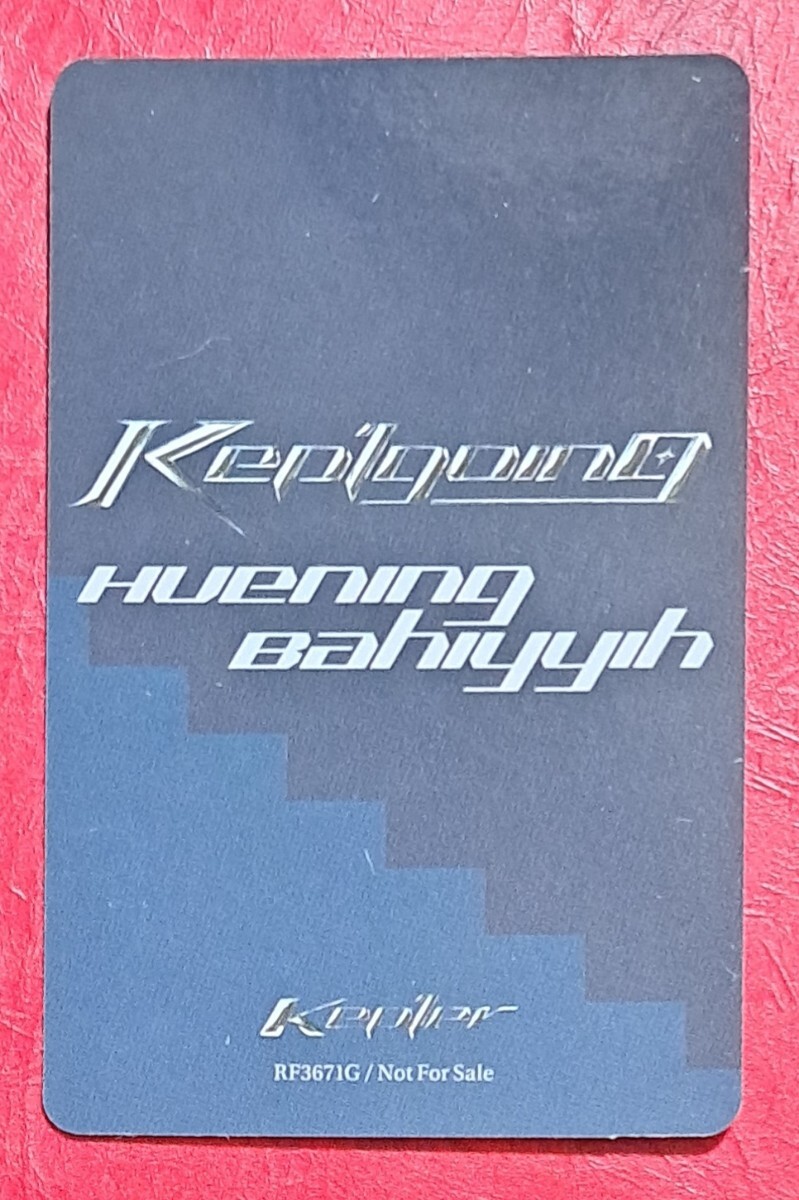 Kep1going
Huening
Bahiyyih
Kep1er
RF3671G / Not For Sale